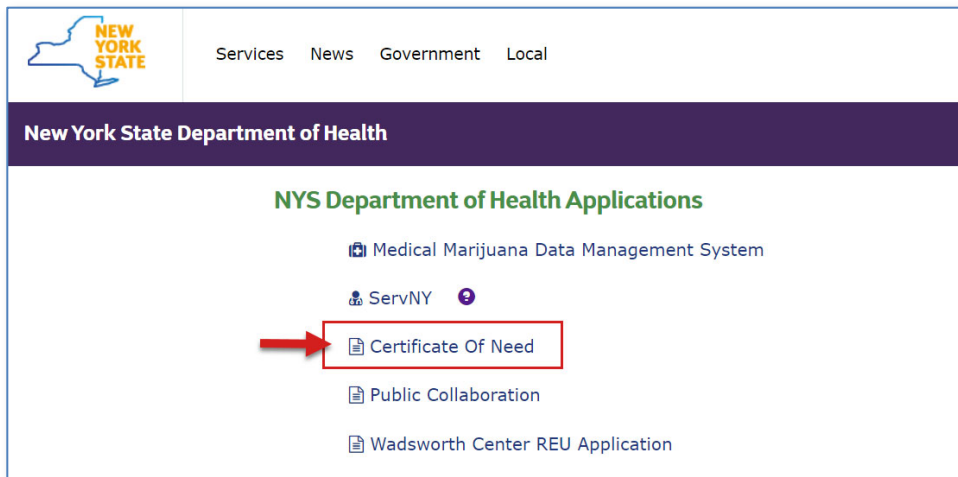 NEW
YORK
STATE
Services News Government Local
New York State Department of Health
NYS Department of Health Applications
Medical Marijuana Data Management System
ServNY ?
Certificate Of Need
Public Collaboration
Wadsworth Center REU Application